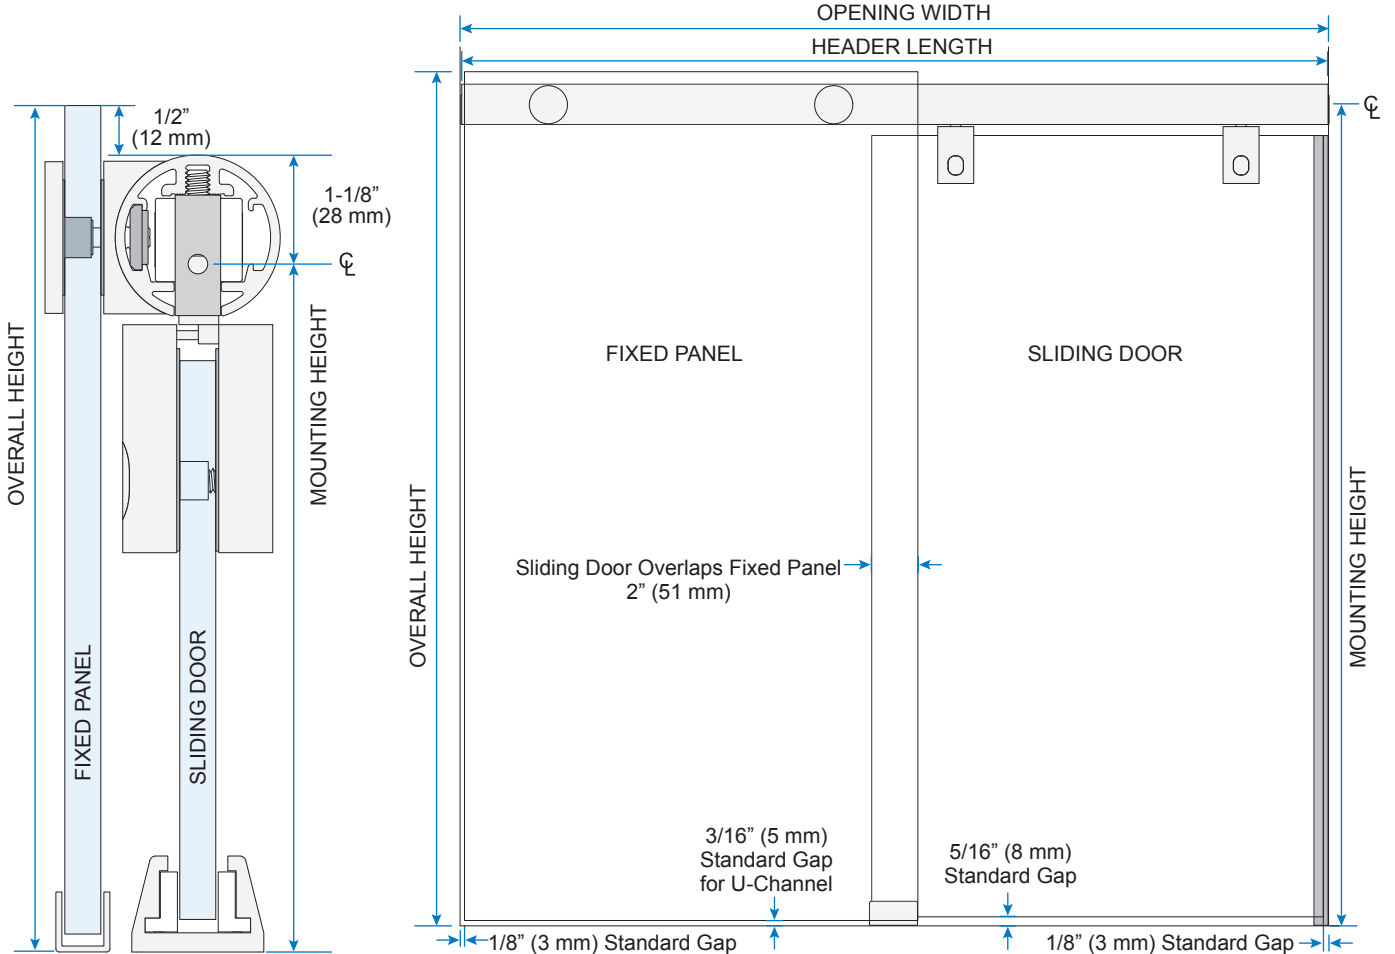 OPENING WIDTH
HEADER LENGTH
1/2”
(12 mm)
1-1/8”
(28 mm)
℄
℄
OVERALL HEIGHT
MOUNTING HEIGHT
FIXED PANEL
SLIDING DOOR
OVERALL HEIGHT
FIXED PANEL
SLIDING DOOR
MOUNTING HEIGHT
Sliding Door Overlaps Fixed Panel
2” (51 mm)
3/16” (5 mm)
Standard Gap
for U-Channel
5/16” (8 mm)
Standard Gap
1/8” (3 mm) Standard Gap
1/8” (3 mm) Standard Gap